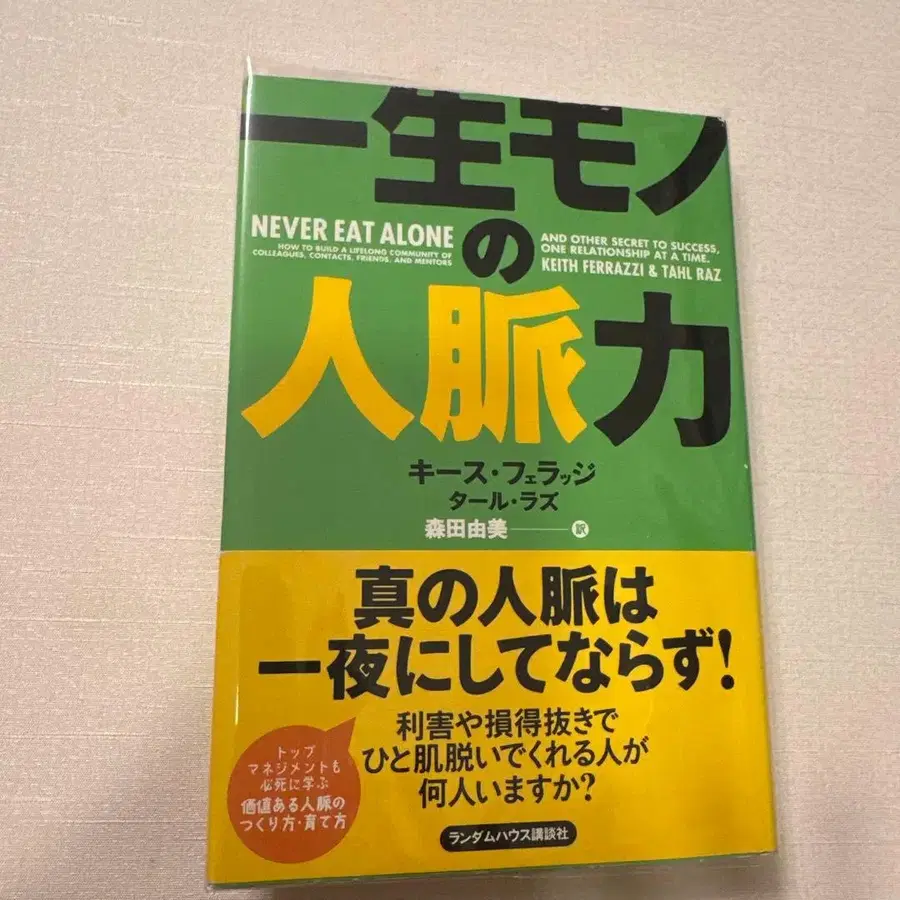 一生モノ
の
人脈力
NEVER EAT ALONE
HOW TO BUILD A LIFELONG COMMUNITY OF
COLLEAGUES, CONTACTS, FRIENDS, AND MENTORS
AND OTHER SECRET TO SUCCESS,
ONE RELATIONSHIP AT A TIME.
KEITH FERRAZZI & TAHL RAZ
キース・フェラッジ
タール・ラズ
森田由美 訳
真の人脈は
一夜にしてならず!
利害や損得抜きで
ひと肌脱いでくれる人が
何人いますか?
トップ
マネジメントも
必死に学ぶ
価値ある人脈の
つくり方・育て方
ランダムハウス講談社